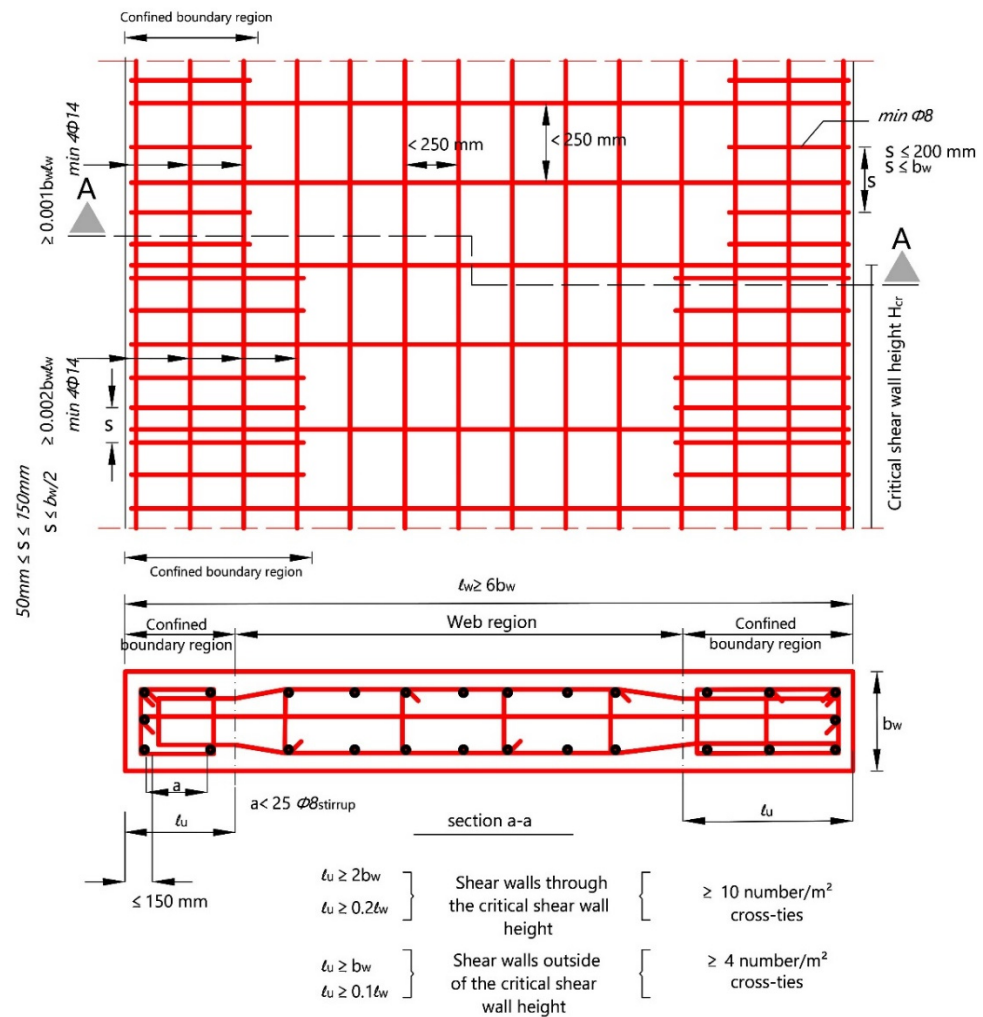 Confined boundary region
min 4Φ14
≥ 0.001bwℓw
A
< 250 mm
< 250 mm
min Φ8
S ≤ 200 mm
S ≤ bw
S
A
Critical shear wall height Hcr
min 4Φ14
≥ 0.002bwℓw
S
50mm ≤ S ≤ 150mm
S ≤ bw/2
Confined boundary region
ℓw≥ 6bw
Confined
boundary region
Web region
Confined
boundary region
bw
a
a< 25 Φ8stirrup
ℓu
section a-a
ℓu
≤ 150 mm
ℓu ≥ 2bw
ℓu ≥ 0.2ℓw
Shear walls through
the critical shear wall
height
≥ 10 number/m²
cross-ties
ℓu ≥ bw
ℓu ≥ 0.1ℓw
Shear walls outside
of the critical shear
wall height
≥ 4 number/m²
cross-ties